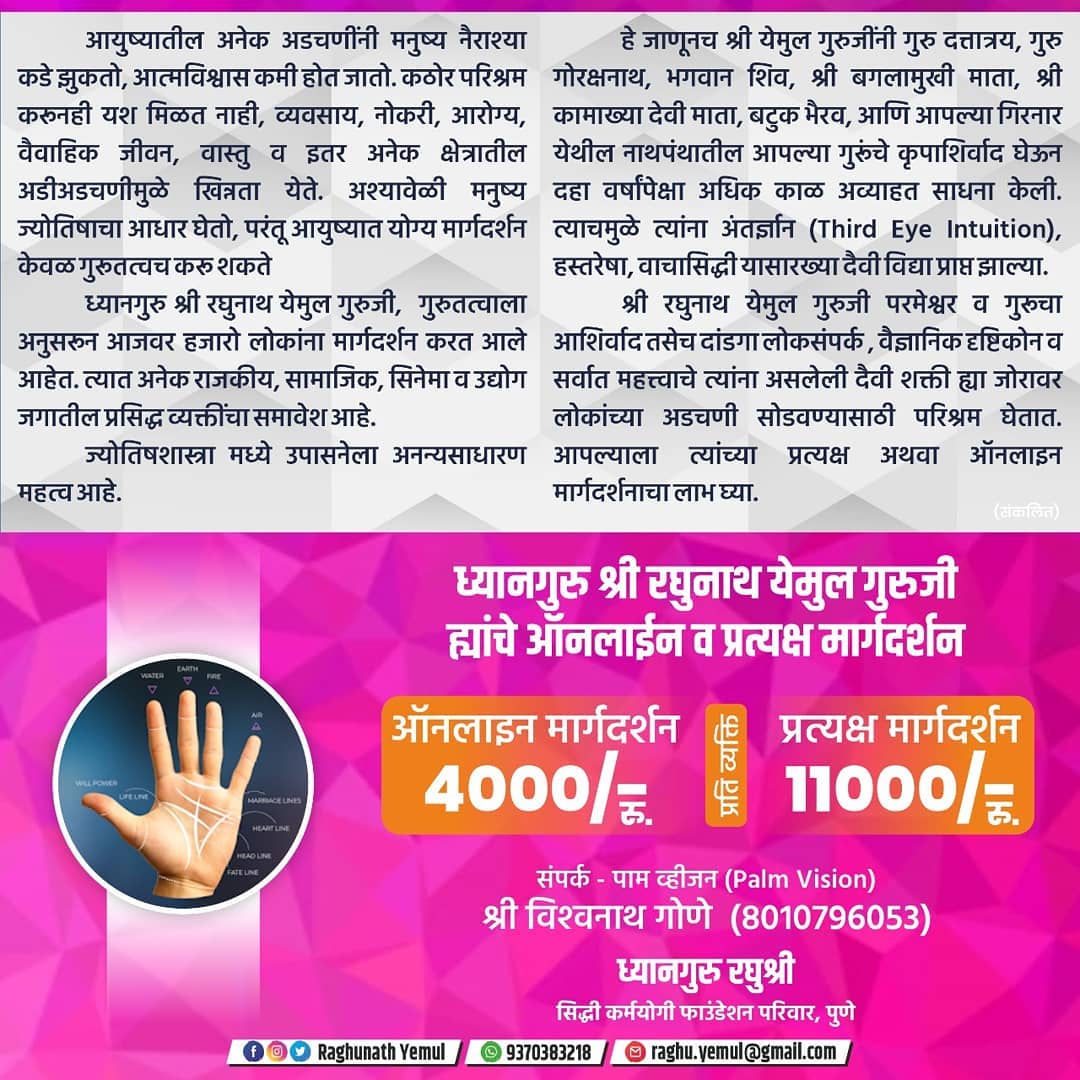 आयुष्यातील अनेक अडचणींनी मनुष्य नैराश्या
कडे झुकतो, आत्मविश्वास कमी होत जातो. कठोर परिश्रम
करूनही यश मिळत नाही, व्यवसाय, नोकरी, आरोग्य,
वैवाहिक जीवन, वास्तु व इतर अनेक क्षेत्रातील
अडीअडचणीमुळे खिन्नता येते. अश्यावेळी मनुष्य
ज्योतिषाचा आधार घेतो, परंतू आयुष्यात योग्य मार्गदर्शन
केवळ गुरूतत्वच करू शकते
ध्यानगुरु श्री रघुनाथ येमुल गुरुजी, गुरुतत्वाला
अनुसरून आजवर हजारो लोकांना मार्गदर्शन करत आले
आहेत. त्यात अनेक राजकीय, सामाजिक, सिनेमा व उद्योग
जगातील प्रसिद्ध व्यक्तींचा समावेश आहे.
ज्योतिषशास्त्रा मध्ये उपासनेला अनन्यसाधारण
महत्व आहे.
हे जाणूनच श्री येमुल गुरुजींनी गुरु दत्तात्रय, गुरु
गोरक्षनाथ, भगवान शिव, श्री बगलामुखी माता, श्री
कामाख्या देवी माता, बटुक भैरव, आणि आपल्या गिरनार
येथील नाथपंथातील आपल्या गुरुंचे कृपाशिर्वाद घेऊन
दहा वर्षांपेक्षा अधिक काळ अव्याहत साधना केली.
त्याचमुळे त्यांना अंतर्ज्ञान (Third Eye Intuition),
हस्तरेषा, वाचासिद्धी यासारख्या दैवी विद्या प्राप्त झाल्या.
श्री रघुनाथ येमुल गुरुजी परमेश्वर व गुरूचा
आशिर्वाद तसेच दांडगा लोकसंपर्क , वैज्ञानिक दृष्टिकोन व
सर्वात महत्त्वाचे त्यांना असलेली दैवी शक्ती ह्या जोरावर
लोकांच्या अडचणी सोडवण्यासाठी परिश्रम घेतात.
आपल्याला त्यांच्या प्रत्यक्ष अथवा ऑनलाइन
मार्गदर्शनाचा लाभ घ्या.
(संकलित)
ध्यानगुरु श्री रघुनाथ येमुल गुरुजी
ह्यांचे ऑनलाईन व प्रत्यक्ष मार्गदर्शन
ऑनलाइन मार्गदर्शन
4000/= रु.
प्रति व्यक्ति
प्रत्यक्ष मार्गदर्शन
11000/= रु.
WATER
EARTH
FIRE
AIR
WILL POWER
LIFE LINE
MARRIAGE LINES
HEART LINE
HEAD LINE
FATE LINE
संपर्क - पाम व्हीजन (Palm Vision)
श्री विश्वनाथ गोणे (8010796053)
ध्यानगुरु रघुश्री
सिद्धी कर्मयोगी फाउंडेशन परिवार, पुणे
Raghunath Yemul
9370383218
raghu.yemul@gmail.com